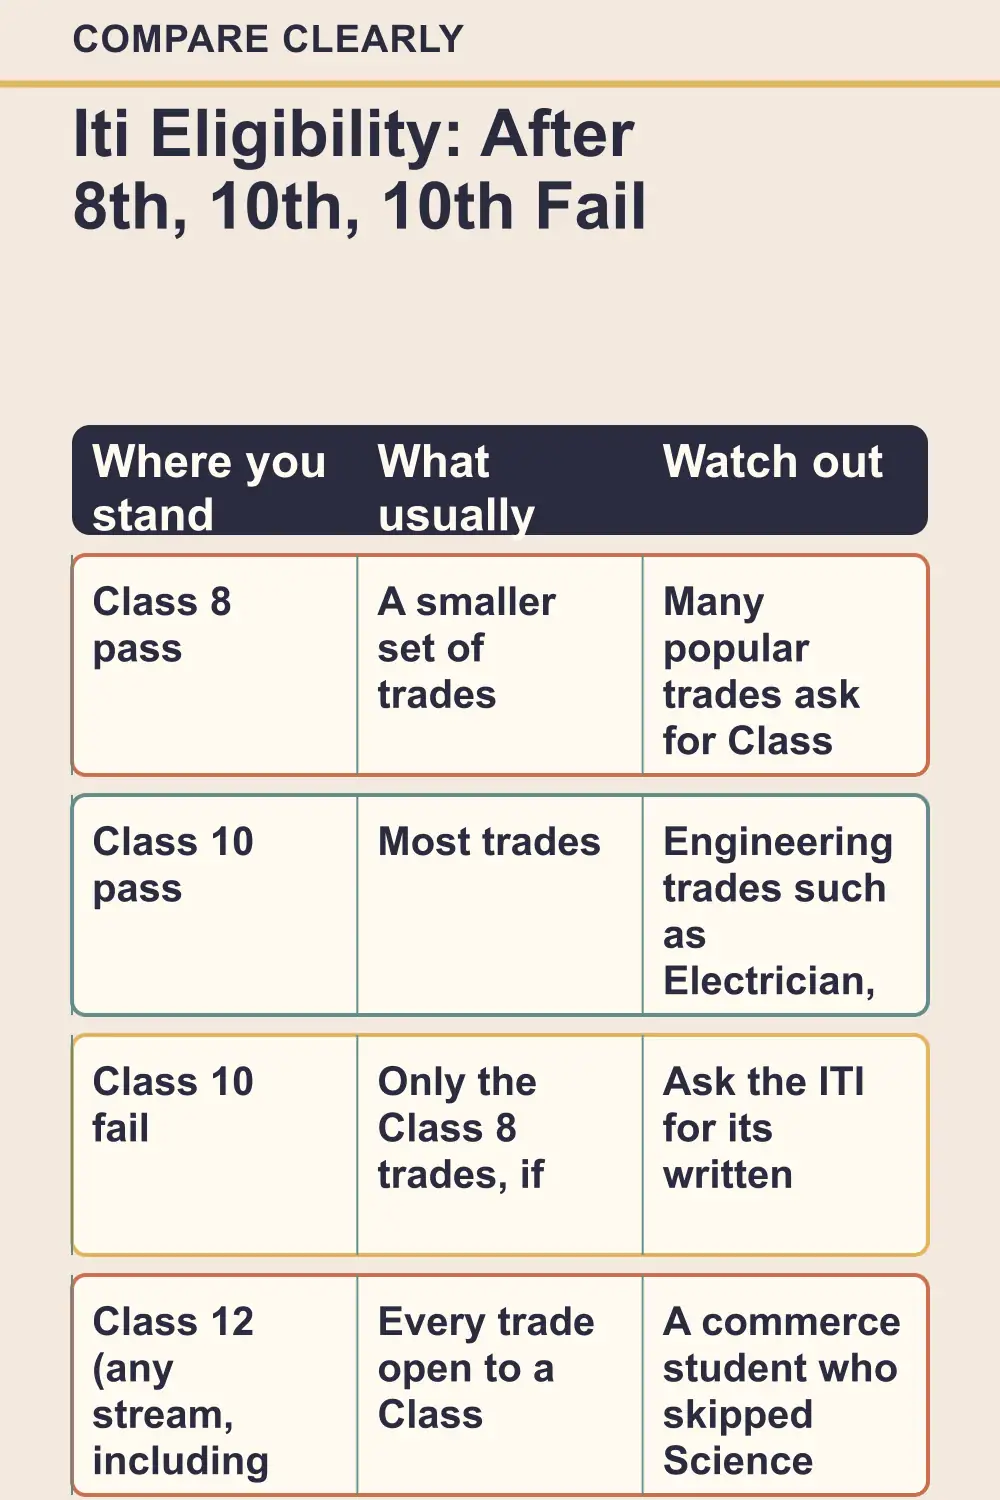 COMPARE CLEARLY
Iti Eligibility: After
8th, 10th, 10th Fail
Where you
stand
What
usually
Watch out
Class 8
pass
A smaller
set of
trades
Many
popular
trades ask
for Class
Class 10
pass
Most trades
Engineering
trades such
as
Electrician,
Class 10
fail
Only the
Class 8
trades, if
Ask the ITI
for its
written
Class 12
(any
stream,
including
Every trade
open to a
Class
A commerce
student who
skipped
Science